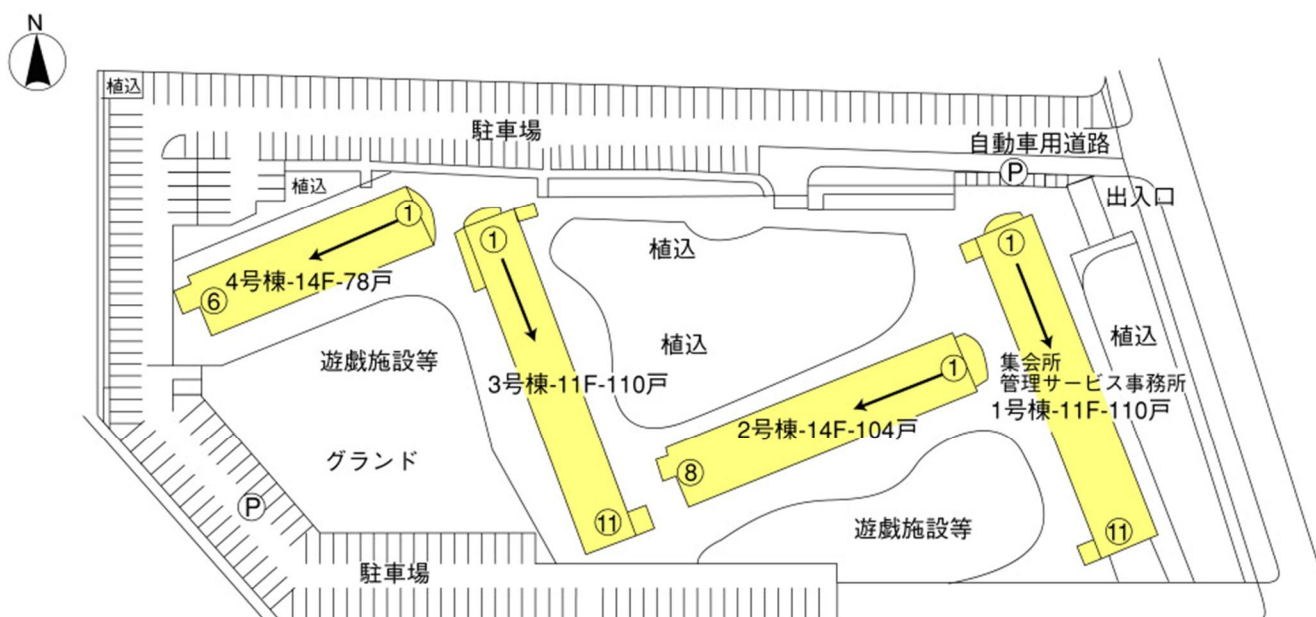 N
植込
駐車場
自動車用道路
P
出入口
植込
①
4号棟-14F-78戸
⑥
①
3号棟-11F-110戸
⑪
植込
植込
①
2号棟-14F-104戸
⑧
①
集会所
管理サービス事務所
1号棟-11F-110戸
⑪
植込
遊戯施設等
グランド
P
駐車場
遊戯施設等